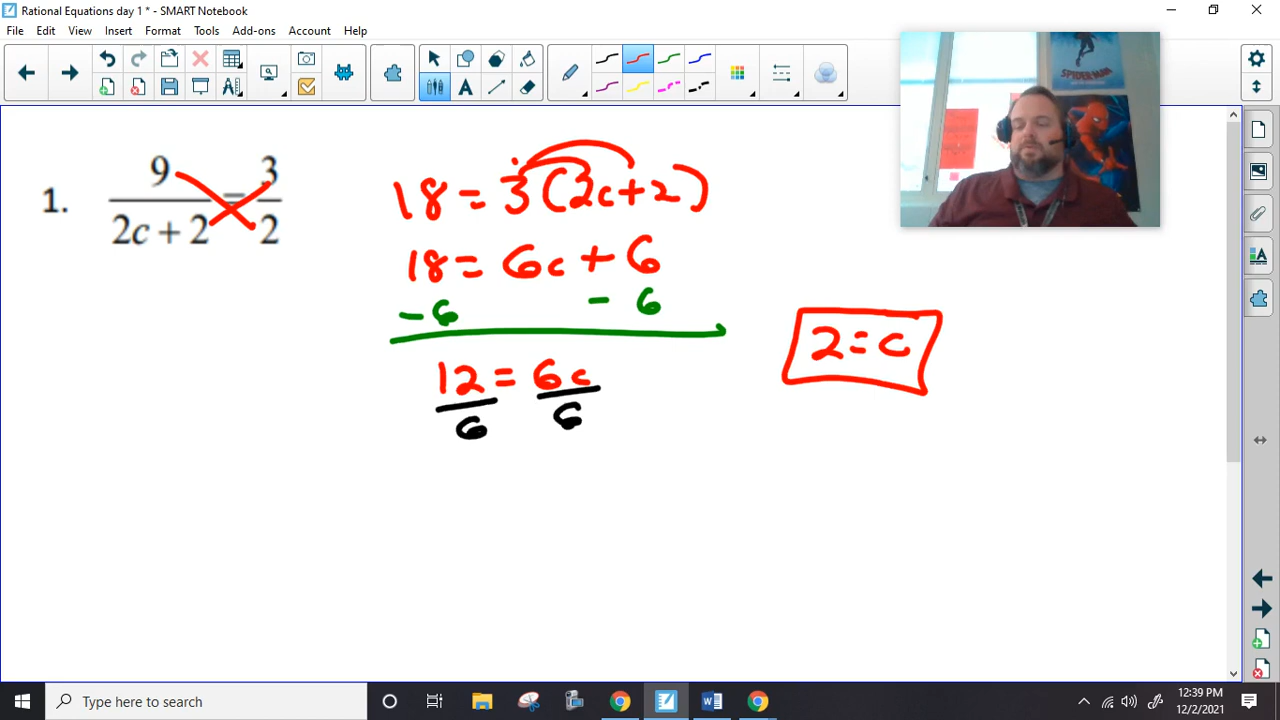 Rational Equations day 1 * - SMART Notebook
File Edit View Insert Format Tools Add-ons Account Help
SPIDER-MAN
1. 9 / 2c + 2 = 3 / 2
18 = 3(2c+2)
18 = 6c + 6
-6 - 6
12 = 6c
6 6
2 = c
Type here to search
12:39 PM
12/2/2021